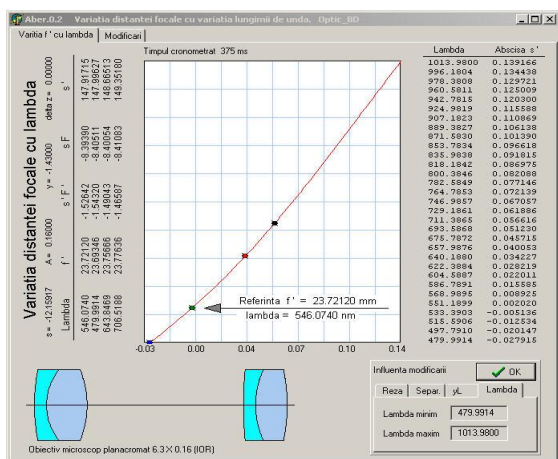 Aber.0.2 Variatia distantei focale cu variatia lungimii de unda. Optic_BD
Varitia f ' cu lambda
Modificari
Timpul cronometrat 375 ms
Variatia distantei focale cu lambda
s = -12.15917 A = 0.16000 y = -1.43000 delta z = 0.00000
Lambda f ' s 'F ' s F s '
546.0740 23.72120 -1.52642 -8.39390 147.91715
479.9914 23.69346 -1.54320 -8.40511 147.99627
643.8469 23.75666 -1.49043 -8.40054 148.66513
706.5188 23.77636 -1.46587 -8.41083 149.35180
Referinta f ' = 23.72120 mm
lambda = 546.0740 nm
-0.03 0.00 0.04 0.07 0.10 0.14
Lambda Abscisa s '
1013.9800 0.139166
996.1804 0.134438
978.3808 0.129721
960.5811 0.125009
942.7815 0.120300
924.9819 0.115588
907.1823 0.110869
889.3827 0.106138
871.5830 0.101390
853.7834 0.096618
835.9838 0.091815
818.1842 0.086975
800.3846 0.082088
782.5849 0.077146
764.7853 0.072139
746.9857 0.067057
729.1861 0.061886
711.3865 0.056616
693.5868 0.051230
675.7872 0.045715
657.9876 0.040053
640.1880 0.034227
622.3884 0.028219
604.5887 0.022011
586.7891 0.015585
568.9895 0.008925
551.1899 0.002020
533.3903 -0.005136
515.5906 -0.012534
497.7910 -0.020147
479.9914 -0.027915
Influenta modificarii
OK
Reza Separ. yL Lambda
Lambda minim 479.9914
Lambda maxim 1013.9800
Obiectiv microscop planacromat 6.3 X 0.16 (IOR)